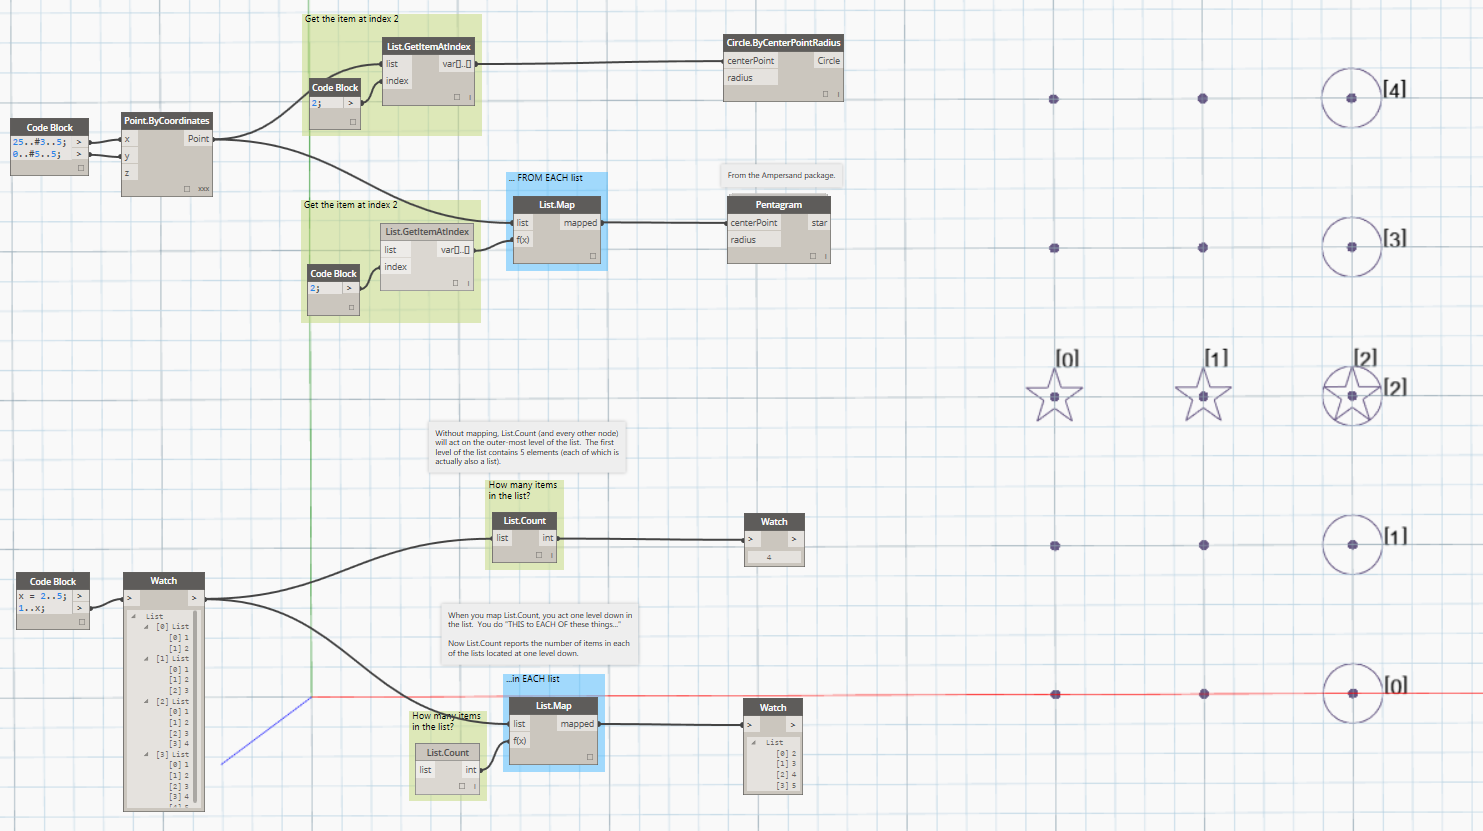 Get the item at index 2
List.GetItemAtIndex
list
var[]..[]
index
Code Block
2;
>
Circle.ByCenterPointRadius
centerPoint
Circle
radius
Code Block
25..#3..5;
>
0..#5..5;
>
Point.ByCoordinates
x
Point
y
z
xxx
... FROM EACH list
List.Map
list
mapped
f(x)
From the Ampersand package.
Pentagram
centerPoint
star
radius
Get the item at index 2
List.GetItemAtIndex
list
var[]..[]
index
Code Block
2;
>
[4]
[3]
[0]
[1]
[2]
[2]
[1]
[0]
Without mapping, List.Count (and every other node)
will act on the outer-most level of the list. The first
level of the list contains 5 elements (each of which is
actually also a list).
How many items
in the list?
List.Count
list
int
Watch
>
>
4
Code Block
x = 2..5;
>
1..x;
>
Watch
>
>
List
[0] List
[0] 1
[1] 2
[1] List
[0] 1
[1] 2
[2] 3
[2] List
[0] 1
[1] 2
[2] 3
[3] 4
[3] List
[0] 1
[1] 2
[2] 3
[3] 4
When you map List.Count, you act one level down in
the list. You do "THIS to EACH OF these things..."
Now List.Count reports the number of items in each
of the lists located at one level down.
...in EACH list
List.Map
list
mapped
f(x)
How many items
in the list?
List.Count
list
int
Watch
>
>
List
[0] 2
[1] 3
[2] 4
[3] 5